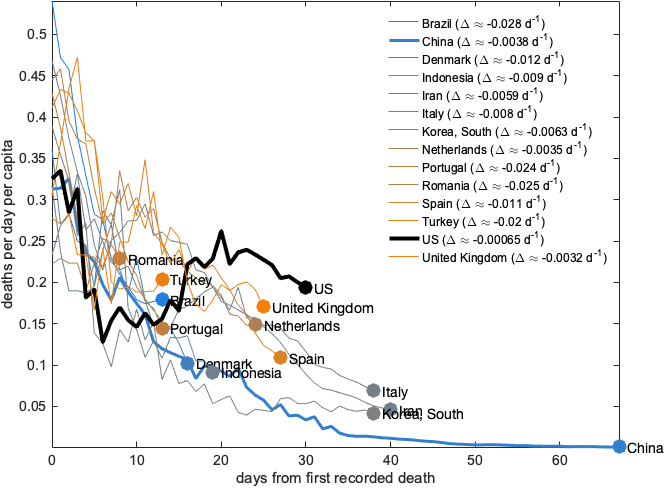 deaths per day per capita
0.5
0.45
0.4
0.35
0.3
0.25
0.2
0.15
0.1
0.05
Brazil (Δ ≈ -0.028 d⁻¹)
China (Δ ≈ -0.0038 d⁻¹)
Denmark (Δ ≈ -0.012 d⁻¹)
Indonesia (Δ ≈ -0.009 d⁻¹)
Iran (Δ ≈ -0.0059 d⁻¹)
Italy (Δ ≈ -0.008 d⁻¹)
Korea, South (Δ ≈ -0.0063 d⁻¹)
Netherlands (Δ ≈ -0.0035 d⁻¹)
Portugal (Δ ≈ -0.024 d⁻¹)
Romania (Δ ≈ -0.025 d⁻¹)
Spain (Δ ≈ -0.011 d⁻¹)
Turkey (Δ ≈ -0.02 d⁻¹)
US (Δ ≈ -0.00065 d⁻¹)
United Kingdom (Δ ≈ -0.0032 d⁻¹)
Romania
Turkey
US
Brazil
United Kingdom
Portugal
Netherlands
Spain
Denmark
Indonesia
Italy
Iran
Korea, South
China
0 10 20 30 40 50 60
days from first recorded death